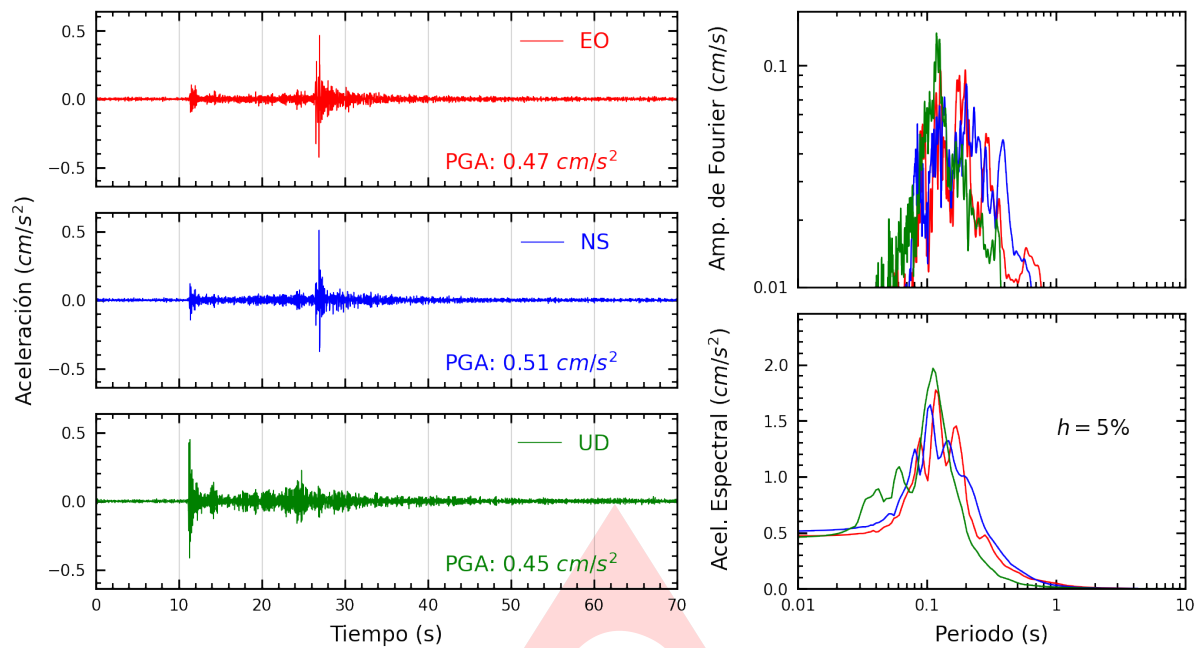 Aceleración (cm/s²)
0.5
0.0
−0.5
EO
PGA: 0.47 cm/s²
0.5
0.0
−0.5
NS
PGA: 0.51 cm/s²
0.5
0.0
−0.5
UD
PGA: 0.45 cm/s²
0 10 20 30 40 50 60 70
Tiempo (s)
Amp. de Fourier (cm/s)
0.1
0.01
Acel. Espectral (cm/s²)
2.0
1.5
1.0
0.5
0.0
h = 5%
0.01 0.1 1 10
Periodo (s)